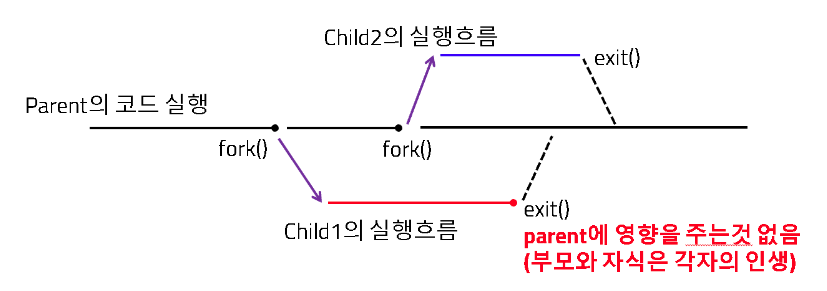 Child2의 실행흐름
exit()
Parent의 코드 실행
fork()
fork()
Child1의 실행흐름
exit()
parent에 영향을 주는것 없음
(부모와 자식은 각자의 인생)